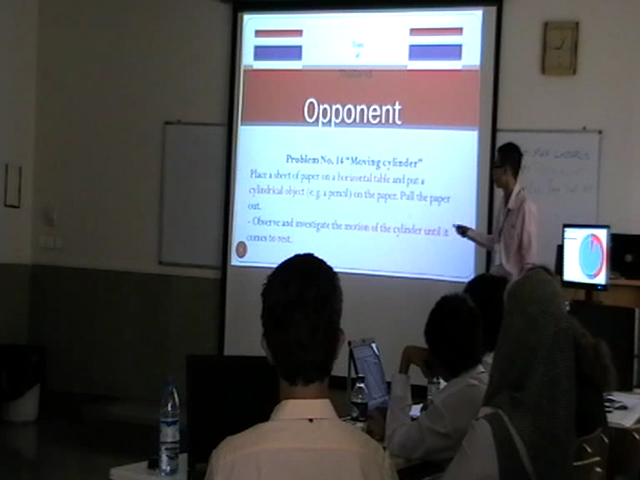 Thailand
Opponent
Problem No. 14 "Moving cylinder"
Place a sheet of paper on a horizontal table and put a
cylindrical object (e.g. a pencil) on the paper. Pull the paper
out.
- Observe and investigate the motion of the cylinder until it
comes to rest.